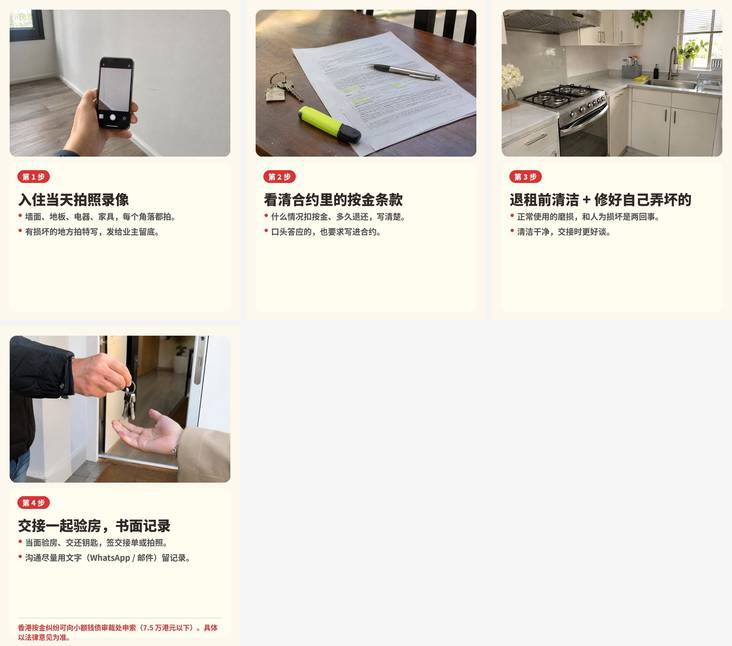 第 1 步
入住当天拍照录像
• 墙面、地板、电器、家具，每个角落都拍。
• 有损坏的地方拍特写，发给业主留底。
第 2 步
看清合约里的按金条款
• 什么情况扣按金、多久退还，写清楚。
• 口头答应的，也要求写进合约。
第 3 步
退租前清洁 + 修好自己弄坏的
• 正常使用的磨损，和人为损坏是两回事。
• 清洁干净，交接时更好谈。
第 4 步
交接一起验房，书面记录
• 当面验房、交还钥匙，签交接单或拍照。
• 沟通尽量用文字（WhatsApp / 邮件）留记录。
香港按金纠纷可向小额钱债审裁处申索（7.5 万港元以下）。具体
以法律意见为准。